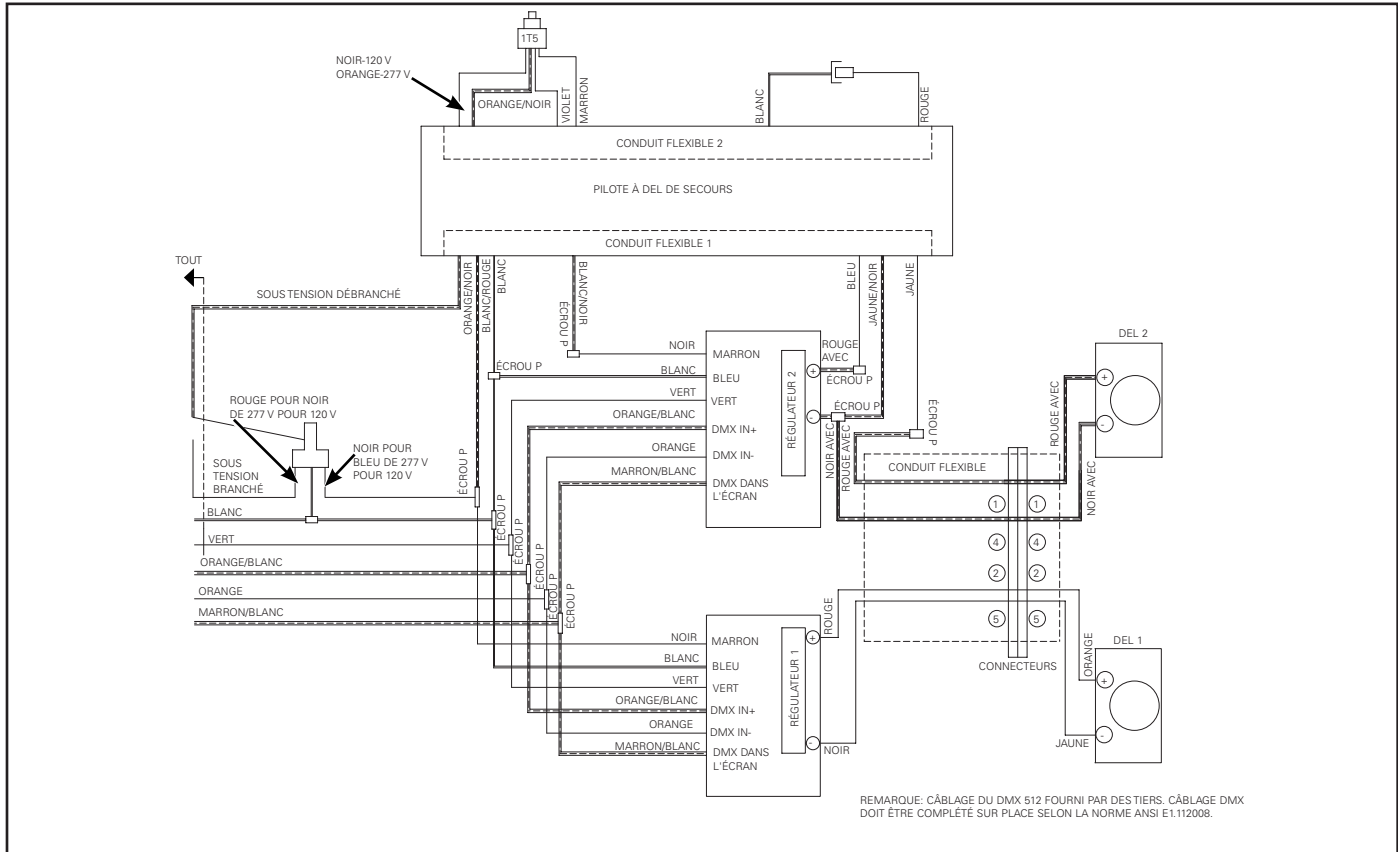 1T5
NOIR-120 V
ORANGE-277 V
ORANGE/NOIR
VIOLET
MARRON
BLANC
ROUGE
CONDUIT FLEXIBLE 2
PILOTE À DEL DE SECOURS
CONDUIT FLEXIBLE 1
TOUT
SOUS TENSION DÉBRANCHÉ
ORANGE/NOIR
BLANC/ROUGE
BLANC
BLANC/NOIR
ÉCROU P
BLEU
JAUNE/NOIR
JAUNE
NOIR
MARRON
BLANC
BLEU
VERT
VERT
ORANGE/BLANC
DMX IN+
ORANGE
DMX IN-
MARRON/BLANC
DMX DANS
L'ÉCRAN
RÉGULATEUR 2
+
-
ROUGE
AVEC
ÉCROU P
ÉCROU P
ÉCROU P
NOIR AVEC
ROUGE AVEC
ÉCROU P
DEL 2
+
-
ROUGE AVEC
NOIR AVEC
ROUGE POUR NOIR
DE 277 V POUR 120 V
NOIR POUR
BLEU DE 277 V
POUR 120 V
SOUS
TENSION
BRANCHÉ
ÉCROU P
ÉCROU P
ÉCROU P
ÉCROU P
ÉCROU P
ÉCROU P
BLANC
VERT
ORANGE/BLANC
ORANGE
MARRON/BLANC
CONDUIT FLEXIBLE
1 1
4 4
2 2
5 5
CONNECTEURS
NOIR
MARRON
BLANC
BLEU
VERT
VERT
ORANGE/BLANC
DMX IN+
ORANGE
DMX IN-
MARRON/BLANC
DMX DANS
L'ÉCRAN
RÉGULATEUR 1
+
-
ROUGE
NOIR
DEL 1
+
-
ORANGE
JAUNE
REMARQUE: CÂBLAGE DU DMX 512 FOURNI PAR DES TIERS. CÂBLAGE DMX
DOIT ÊTRE COMPLÉTÉ SUR PLACE SELON LA NORME ANSI E1.112008.